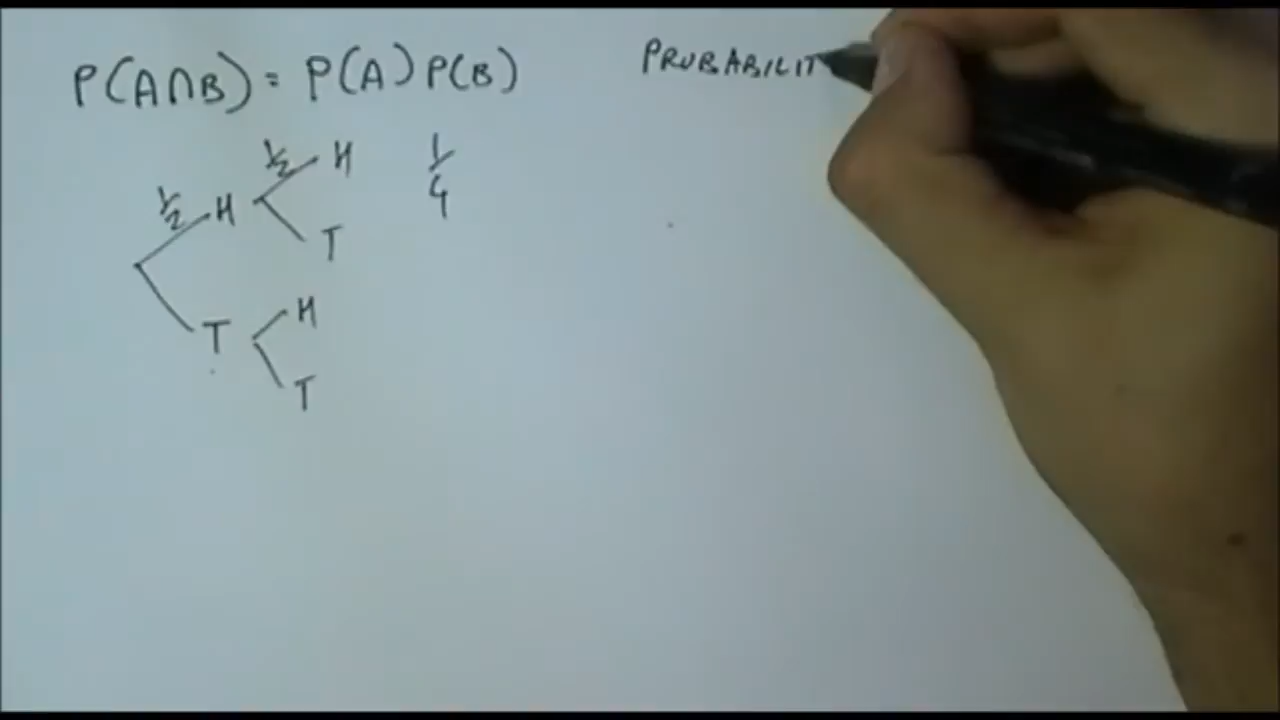 P(A∩B) = P(A) P(B)
PROBABILIT
1/2 H 1/2 H 1/4
T
T H
T